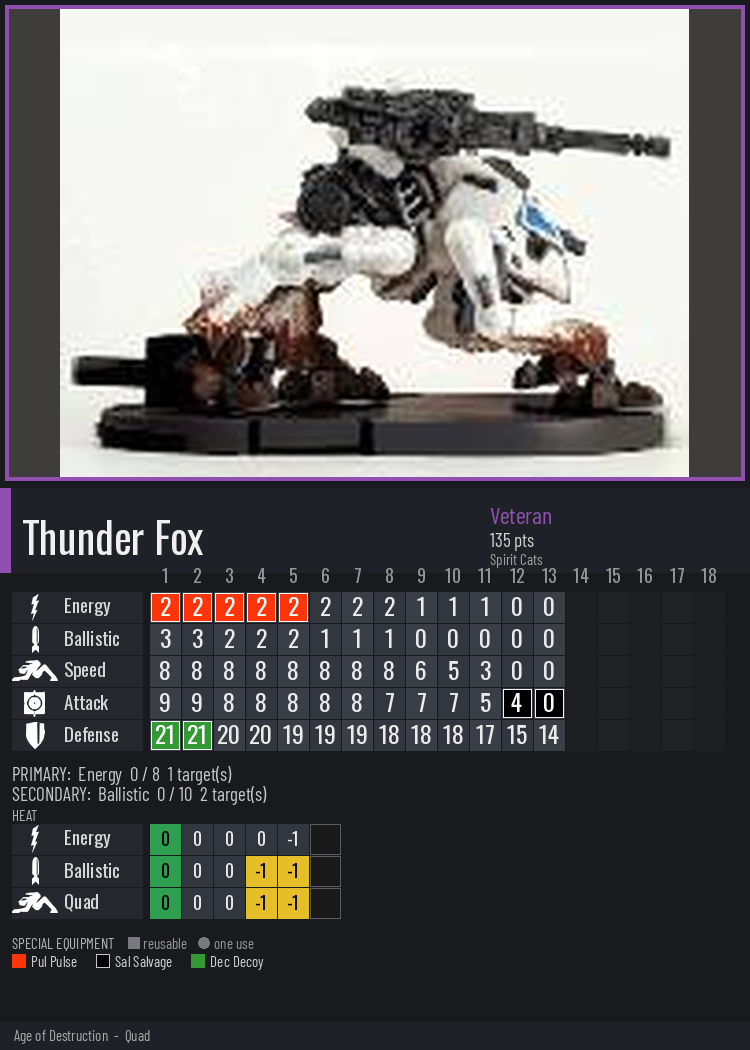 Thunder Fox
Veteran
135 pts
Spirit Cats
1 2 3 4 5 6 7 8 9 10 11 12 13 14 15 16 17 18
Energy 2 2 2 2 2 2 2 2 1 1 1 0 0
Ballistic 3 3 2 2 2 1 1 1 0 0 0 0 0
Speed 8 8 8 8 8 8 8 8 6 5 3 0 0
Attack 9 9 8 8 8 8 8 7 7 7 5 4 0
Defense 21 21 20 20 19 19 19 18 18 18 17 15 14
PRIMARY: Energy 0 / 8 1 target(s)
SECONDARY: Ballistic 0 / 10 2 target(s)
HEAT
Energy 0 0 0 0 -1
Ballistic 0 0 0 -1 -1
Quad 0 0 0 -1 -1
SPECIAL EQUIPMENT reusable one use
Pul Pulse Sal Salvage Dec Decoy
Age of Destruction - Quad